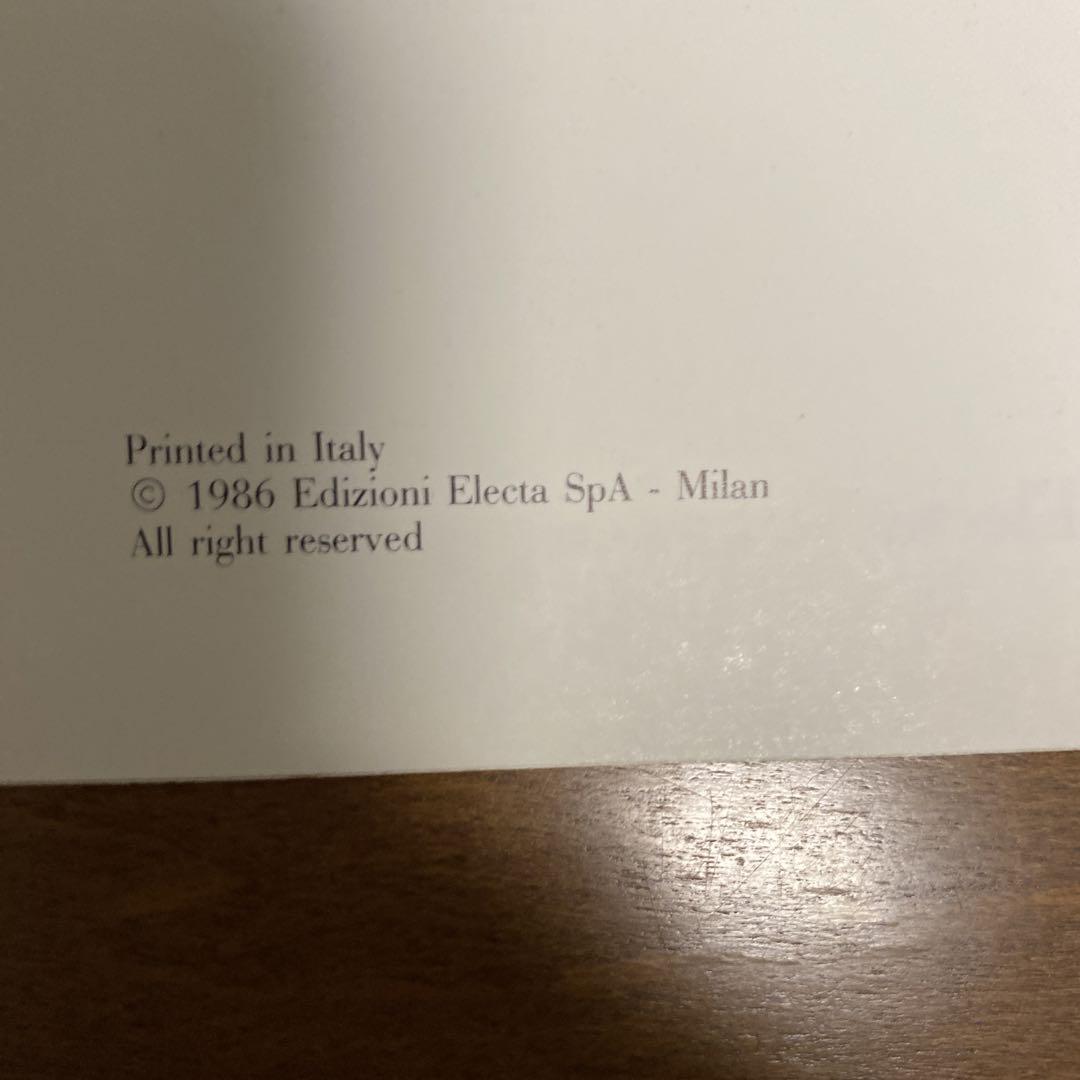 Printed in Italy
© 1986 Edizioni Electa SpA - Milan
All right reserved